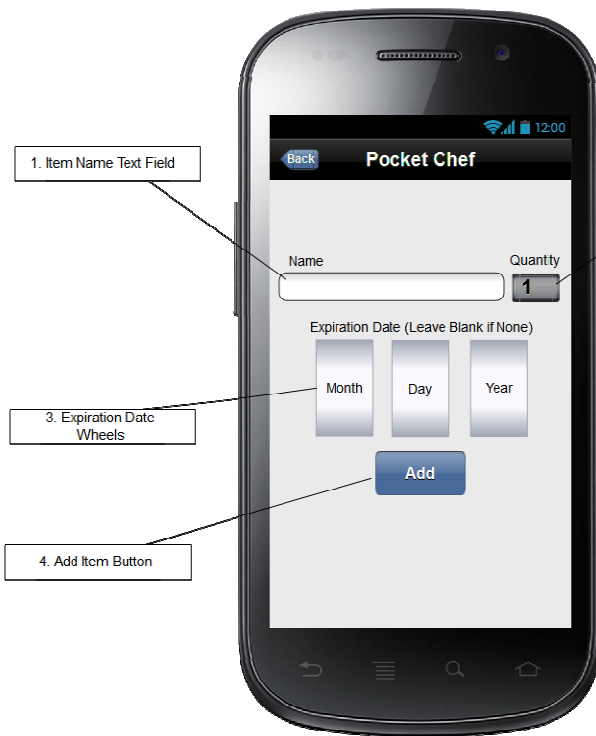 12:00
Back
Pocket Chef
1. Item Name Text Field
Name
Quantity
1
Expiration Date (Leave Blank if None)
Month
Day
Year
3. Expiration Date
Wheels
Add
4. Add Item Button